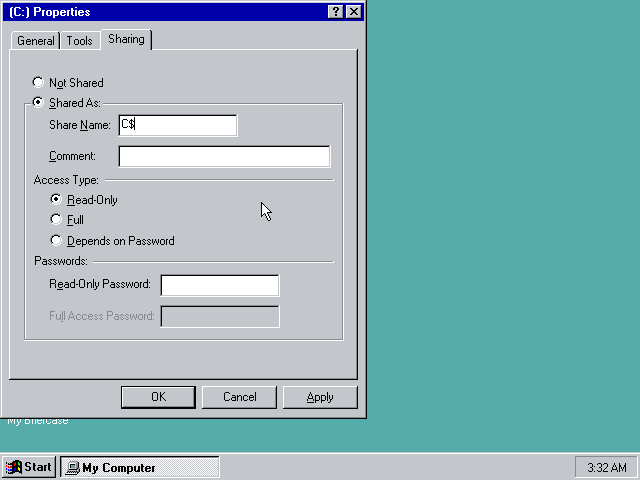 (C:) Properties
General Tools Sharing
Not Shared
Shared As:
Share Name: C$
Comment:
Access Type:
Read-Only
Full
Depends on Password
Passwords:
Read-Only Password:
Full Access Password:
OK Cancel Apply
My Briefcase
Start My Computer 3:32 AM